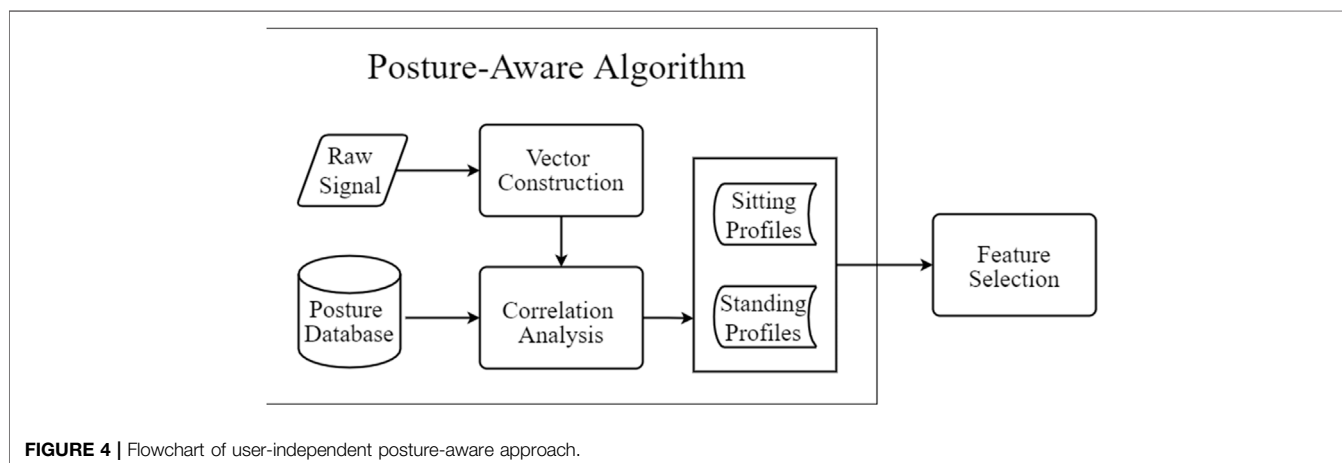 Posture-Aware Algorithm
Raw
Signal
Vector
Construction
Posture
Database
Correlation
Analysis
Sitting
Profiles
Standing
Profiles
Feature
Selection
FIGURE 4 | Flowchart of user-independent posture-aware approach.